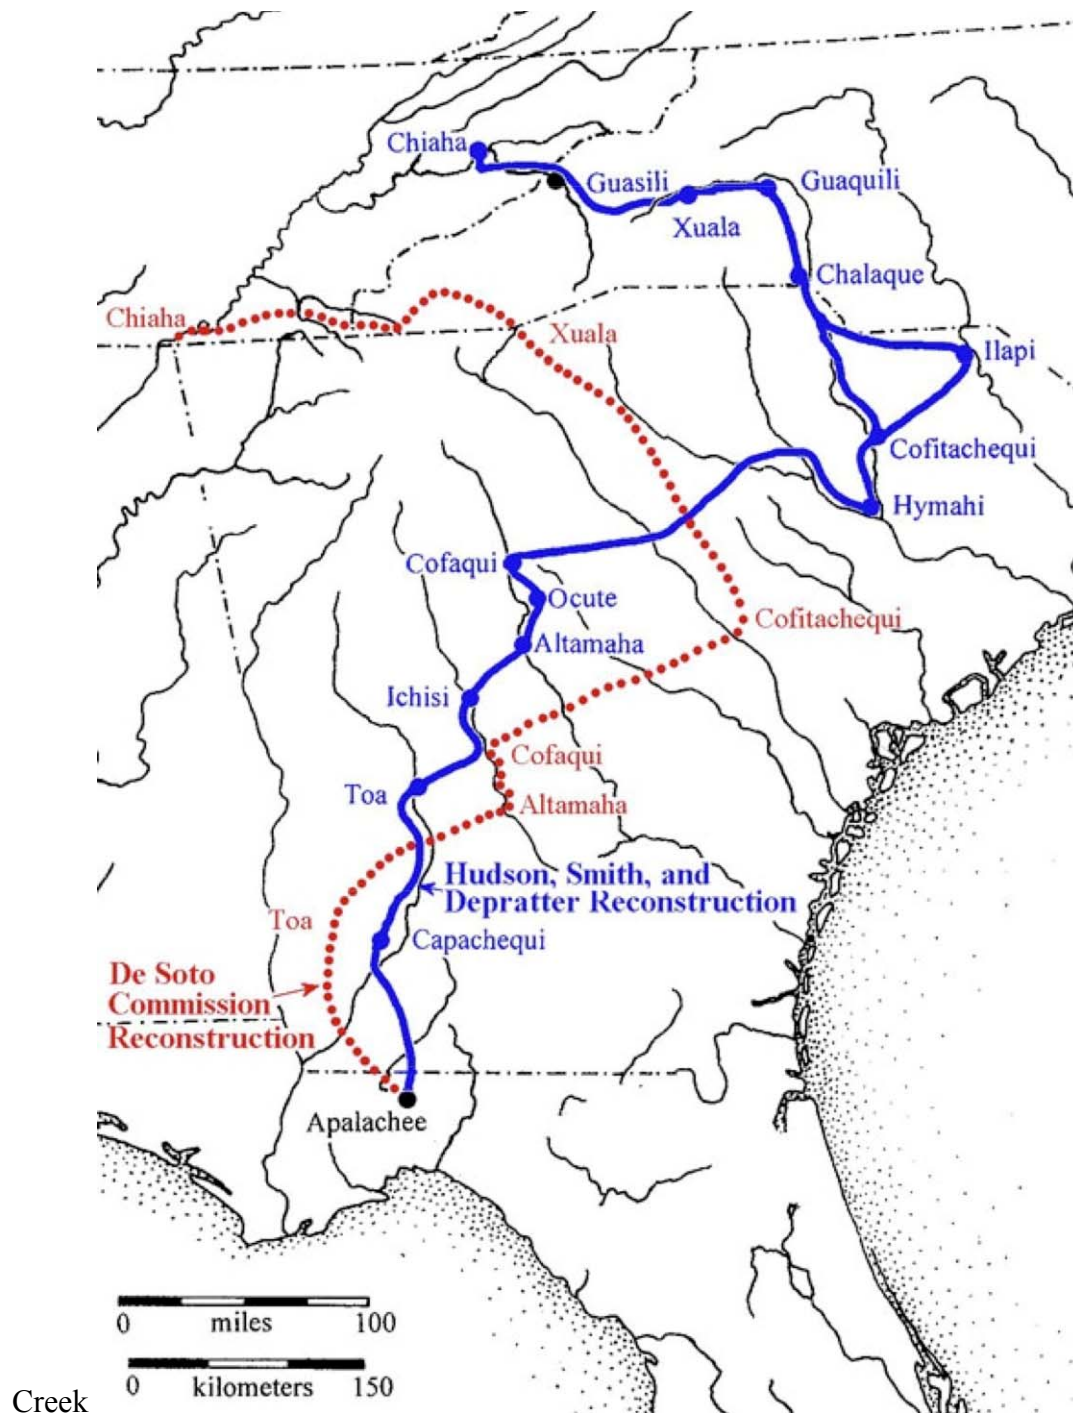 Chiaha
Guasili
Guaquili
Xuala
Chalaque
Chiaha
Xuala
Ilapi
Cofitachequi
Hymahi
Cofaqui
Ocute
Cofitachequi
Altamaha
Ichisi
Cofaqui
Toa
Altamaha
Hudson, Smith, and
Depratter Reconstruction
Toa
Capachequi
De Soto
Commission
Reconstruction
Apalachee
0 miles 100
0 kilometers 150
Creek